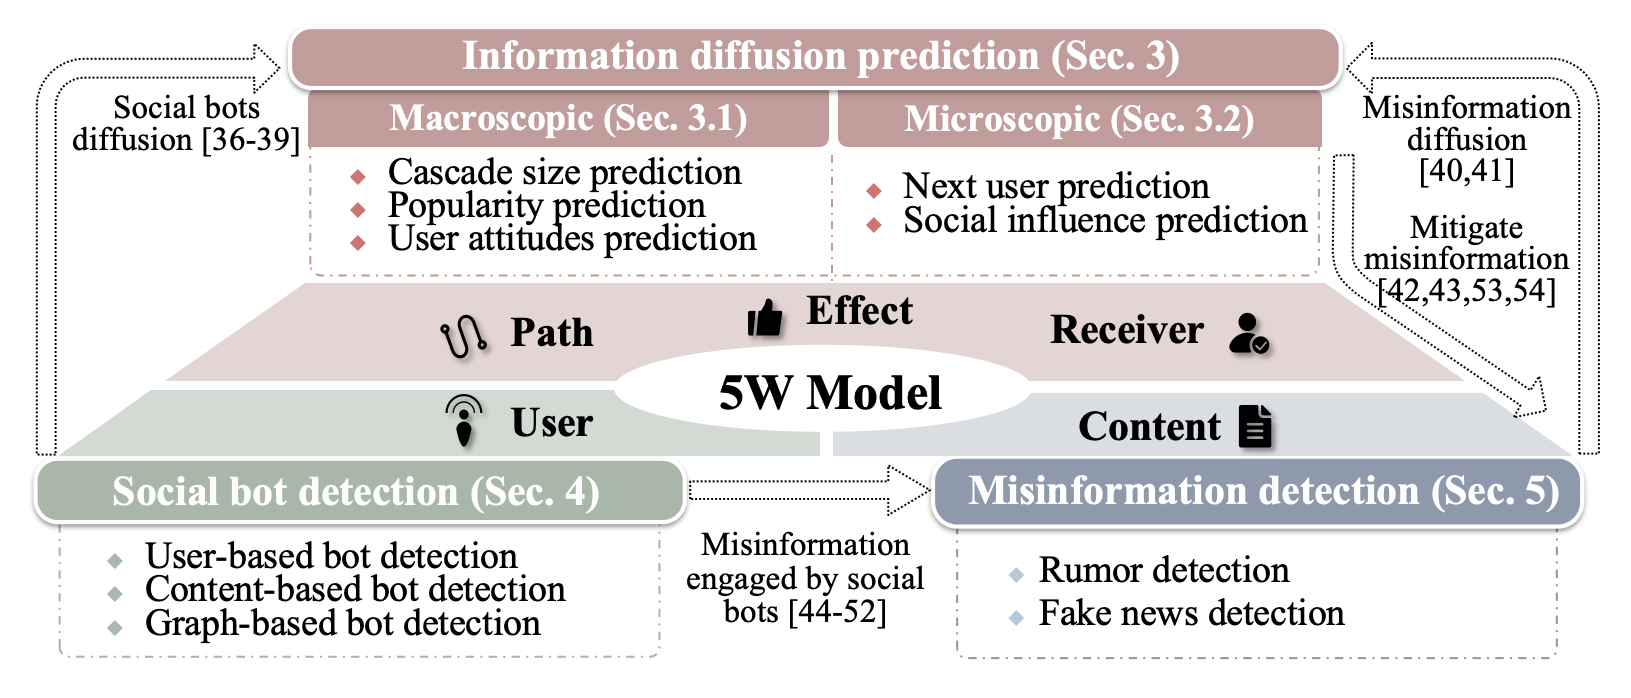 Information diffusion prediction (Sec. 3)
Social bots
diffusion [36-39]
Macroscopic (Sec. 3.1)
Cascade size prediction
Popularity prediction
User attitudes prediction
Microscopic (Sec. 3.2)
Next user prediction
Social influence prediction
Misinformation
diffusion
[40,41]
Mitigate
misinformation
[42,43,53,54]
Path
Effect
Receiver
5W Model
User
Content
Social bot detection (Sec. 4)
User-based bot detection
Content-based bot detection
Graph-based bot detection
Misinformation
engaged by social
bots [44-52]
Misinformation detection (Sec. 5)
Rumor detection
Fake news detection